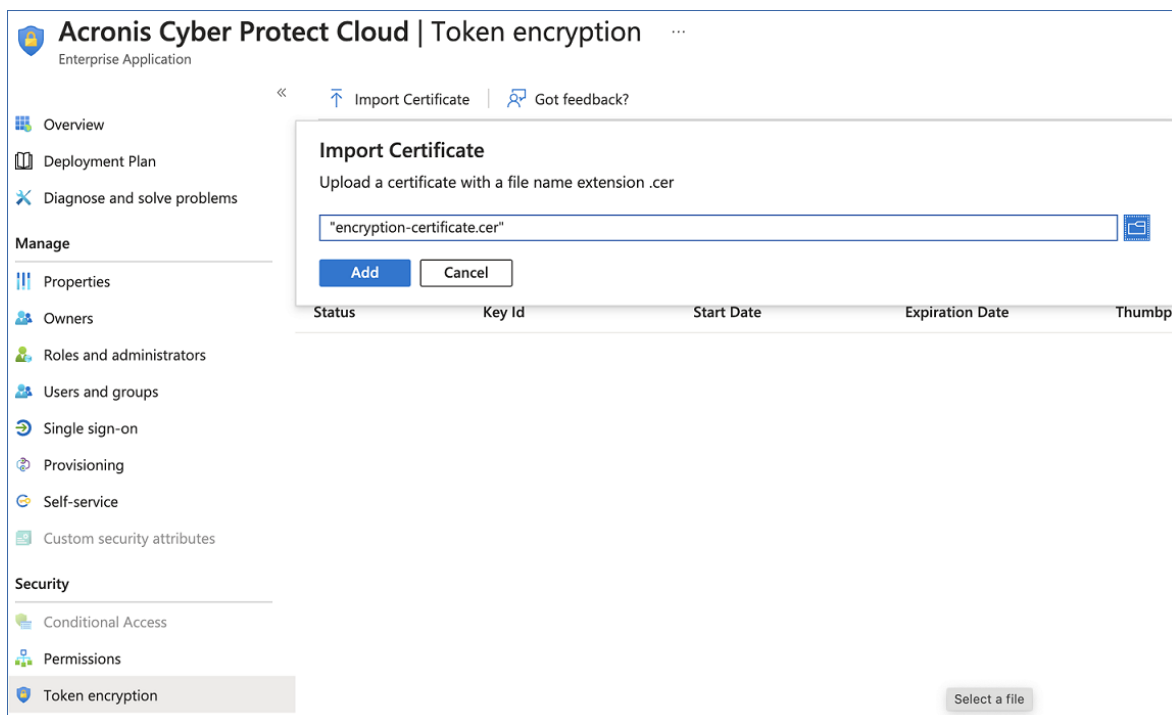 Acronis Cyber Protect Cloud | Token encryption ...
Enterprise Application
«
Import Certificate
Got feedback?
Overview
Deployment Plan
Diagnose and solve problems
Manage
Properties
Owners
Roles and administrators
Users and groups
Single sign-on
Provisioning
Self-service
Custom security attributes
Security
Conditional Access
Permissions
Token encryption
Import Certificate
Upload a certificate with a file name extension .cer
"encryption-certificate.cer"
Add Cancel
Status Key Id Start Date Expiration Date Thumbp
Select a file